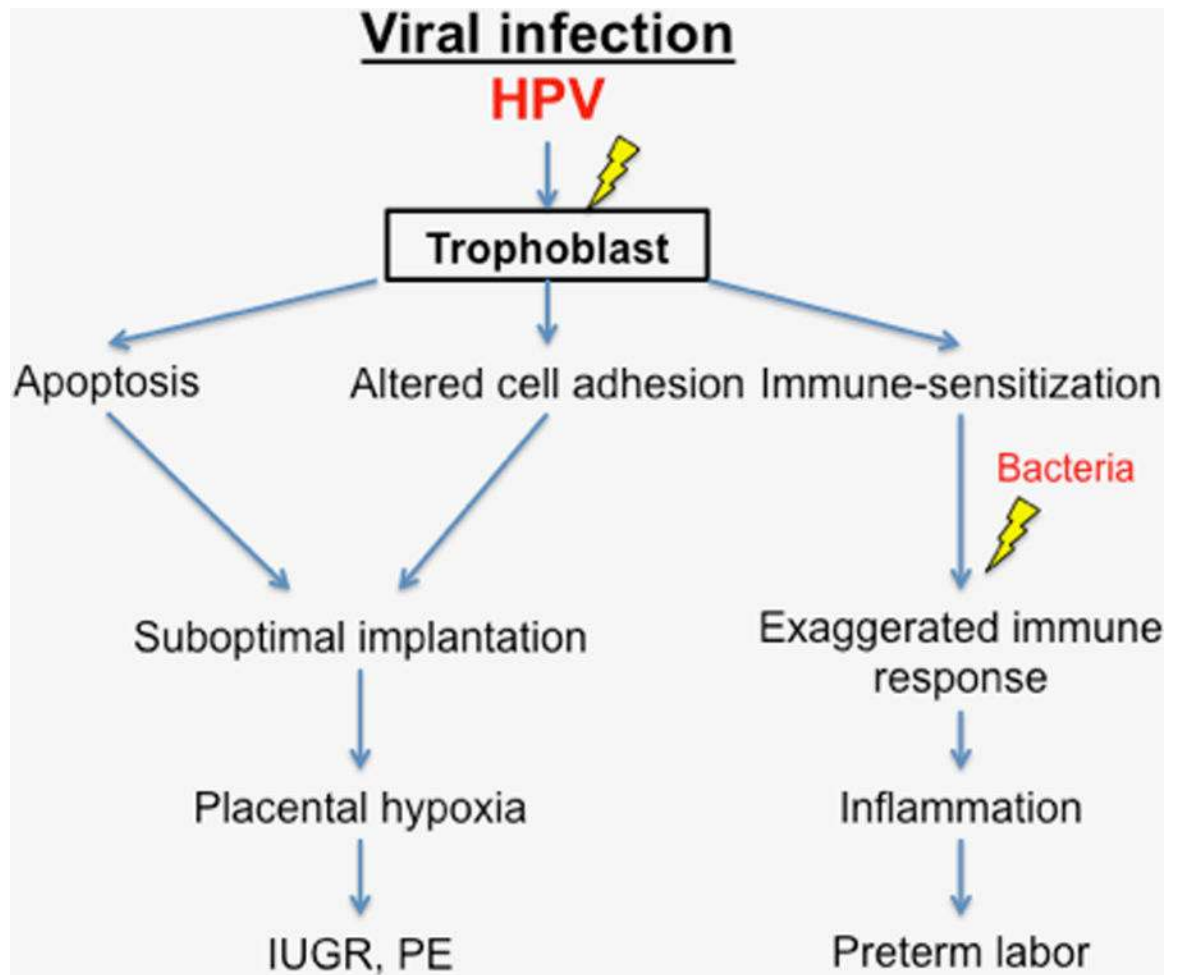 Viral infection
HPV
Trophoblast
Apoptosis
Altered cell adhesion
Immune-sensitization
Bacteria
Suboptimal implantation
Exaggerated immune
response
Placental hypoxia
Inflammation
IUGR, PE
Preterm labor